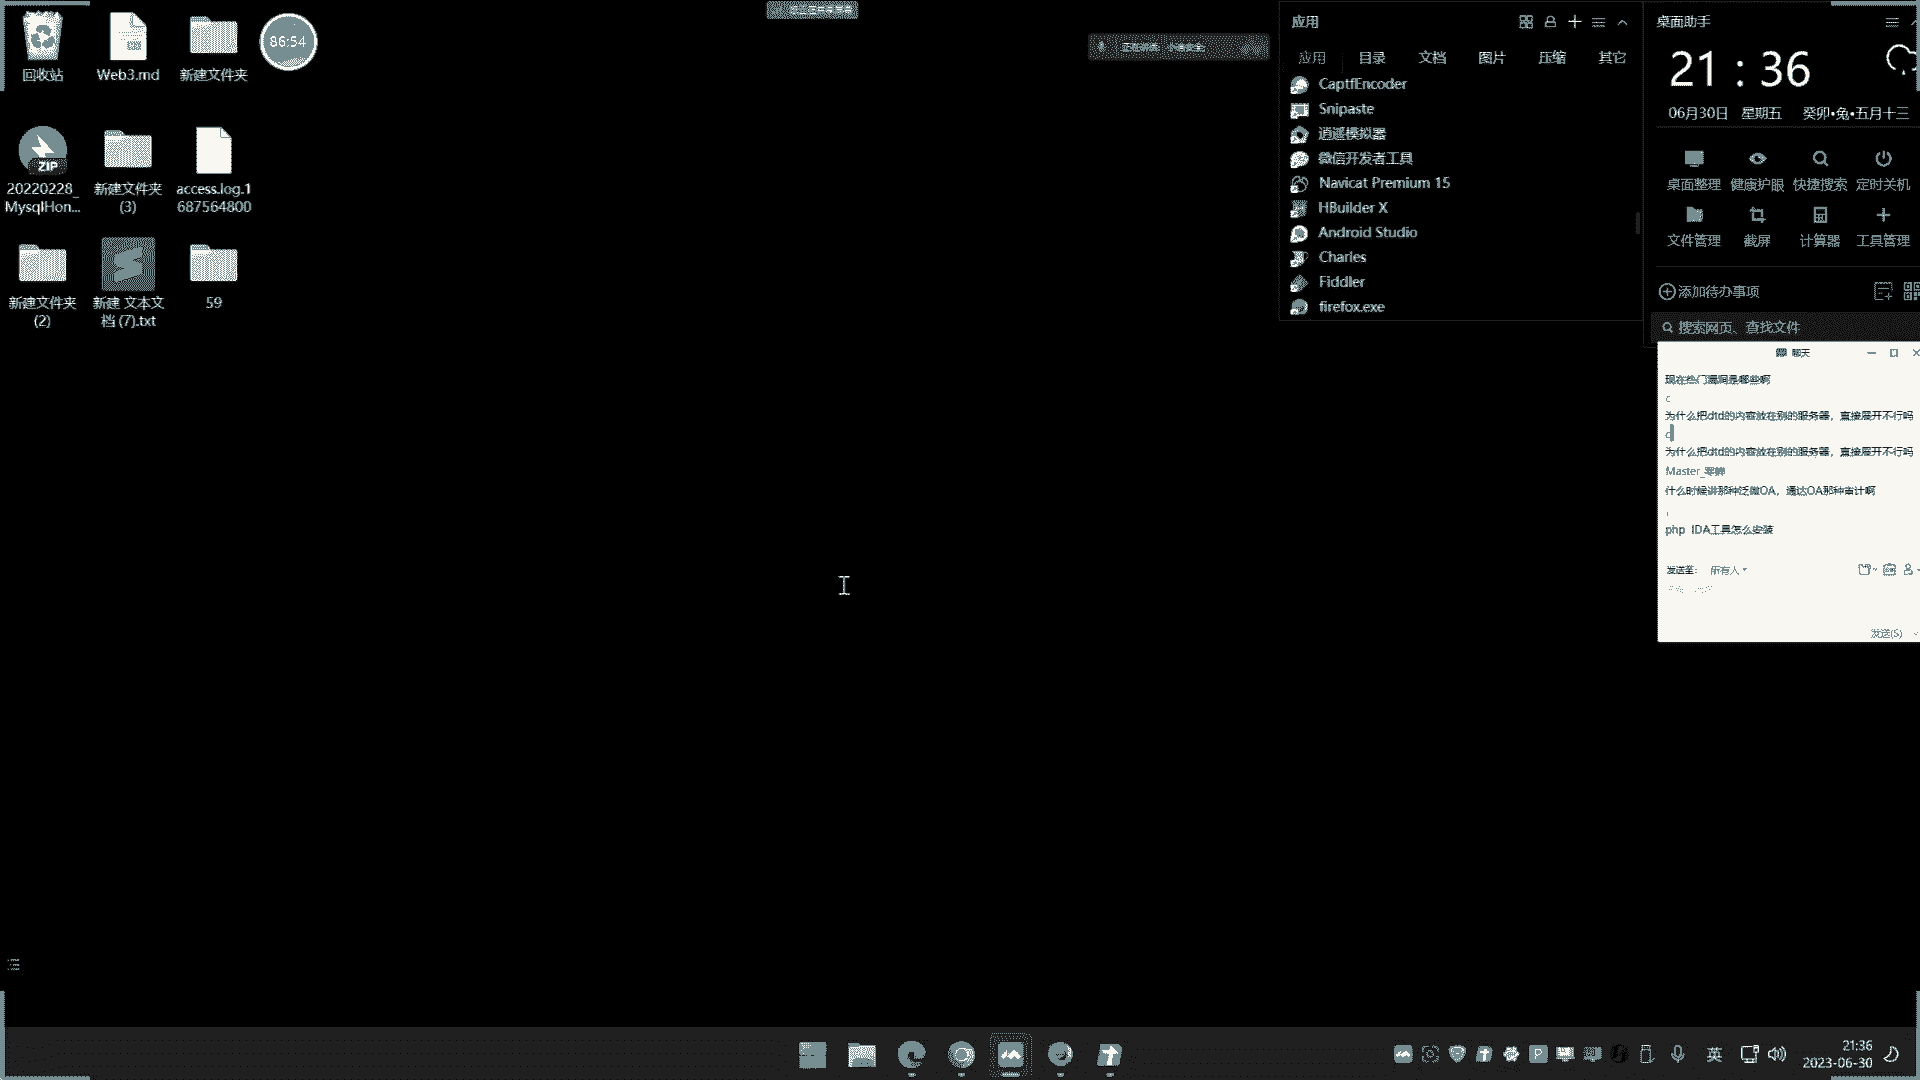 回收站
Web3.md
新建文件夹
86:54
20220228_
MysqlHon...
新建文件夹
(3)
access.log.1
687564800
新建文件夹
(2)
新建 文本文
档 (7).txt
59
应用
应用 目录 文档 图片 压缩 其它
CaptfEncoder
Snipaste
逍遥模拟器
微信开发者工具
Navicat Premium 15
HBuilder X
Android Studio
Charles
Fiddler
firefox.exe
桌面助手
21 : 36
06月30日 星期五 癸卯•兔•五月十三
桌面整理 健康护眼 快捷搜索 定时关机
文件管理 截屏 计算器 工具管理
添加待办事项
搜索网页、查找文件
聊天
现在热门漏洞是哪些啊
c
为什么把dtd的内容放在别的服务器，直接展开不行吗
c
为什么把dtd的内容放在别的服务器，直接展开不行吗
Master_零蝉
什么时候讲那种泛微OA，通达OA那种审计啊
,
php IDA工具怎么安装
发送至: 所有人
发送(S)
英
21:36
2023-06-30